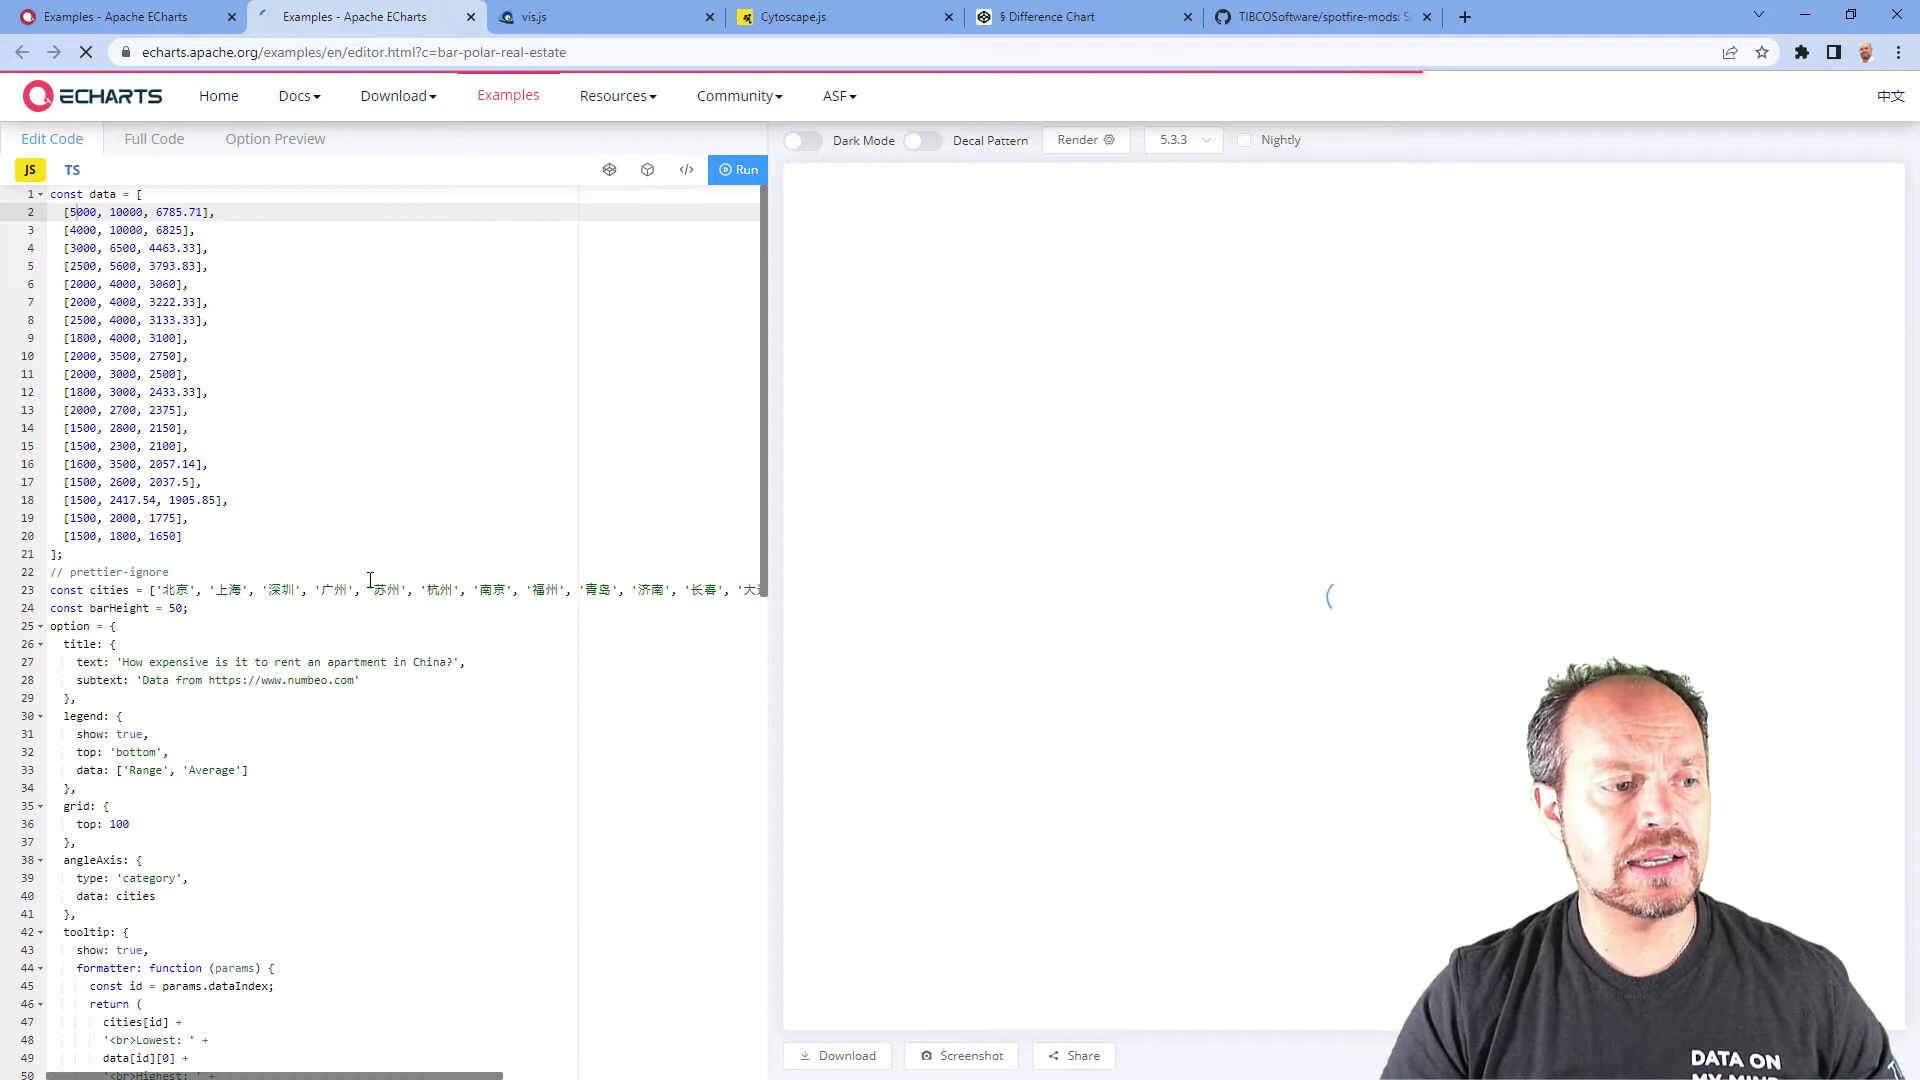 Examples - Apache ECharts
Examples - Apache ECharts
vis.js
Cytoscape.js
§ Difference Chart
TIBCOSoftware/spotfire-mods: S
echarts.apache.org/examples/en/editor.html?c=bar-polar-real-estate
ECHARTS
Home
Docs
Download
Examples
Resources
Community
ASF
中文
Edit Code
Full Code
Option Preview
Dark Mode
Decal Pattern
Render
5.3.3
Nightly
JS
TS
Run
1 const data = [
2 [5000, 10000, 6785.71],
3 [4000, 10000, 6825],
4 [3000, 6500, 4463.33],
5 [2500, 5600, 3793.83],
6 [2000, 4000, 3060],
7 [2000, 4000, 3222.33],
8 [2500, 4000, 3133.33],
9 [1800, 4000, 3100],
10 [2000, 3500, 2750],
11 [2000, 3000, 2500],
12 [1800, 3000, 2433.33],
13 [2000, 2700, 2375],
14 [1500, 2800, 2150],
15 [1500, 2300, 2100],
16 [1600, 3500, 2057.14],
17 [1500, 2600, 2037.5],
18 [1500, 2417.54, 1905.85],
19 [1500, 2000, 1775],
20 [1500, 1800, 1650]
21 ];
22 // prettier-ignore
23 const cities = ['北京', '上海', '深圳', '广州', '苏州', '杭州', '南京', '福州', '青岛', '济南', '长春', '大
24 const barHeight = 50;
25 option = {
26 title: {
27 text: 'How expensive is it to rent an apartment in China?',
28 subtext: 'Data from https://www.numbeo.com'
29 },
30 legend: {
31 show: true,
32 top: 'bottom',
33 data: ['Range', 'Average']
34 },
35 grid: {
36 top: 100
37 },
38 angleAxis: {
39 type: 'category',
40 data: cities
41 },
42 tooltip: {
43 show: true,
44 formatter: function (params) {
45 const id = params.dataIndex;
46 return (
47 cities[id] +
48 '<br>Lowest: ' +
49 data[id][0] +
50 '<br>Highest: ' +
Download
Screenshot
Share
DATA ON
MY MIND